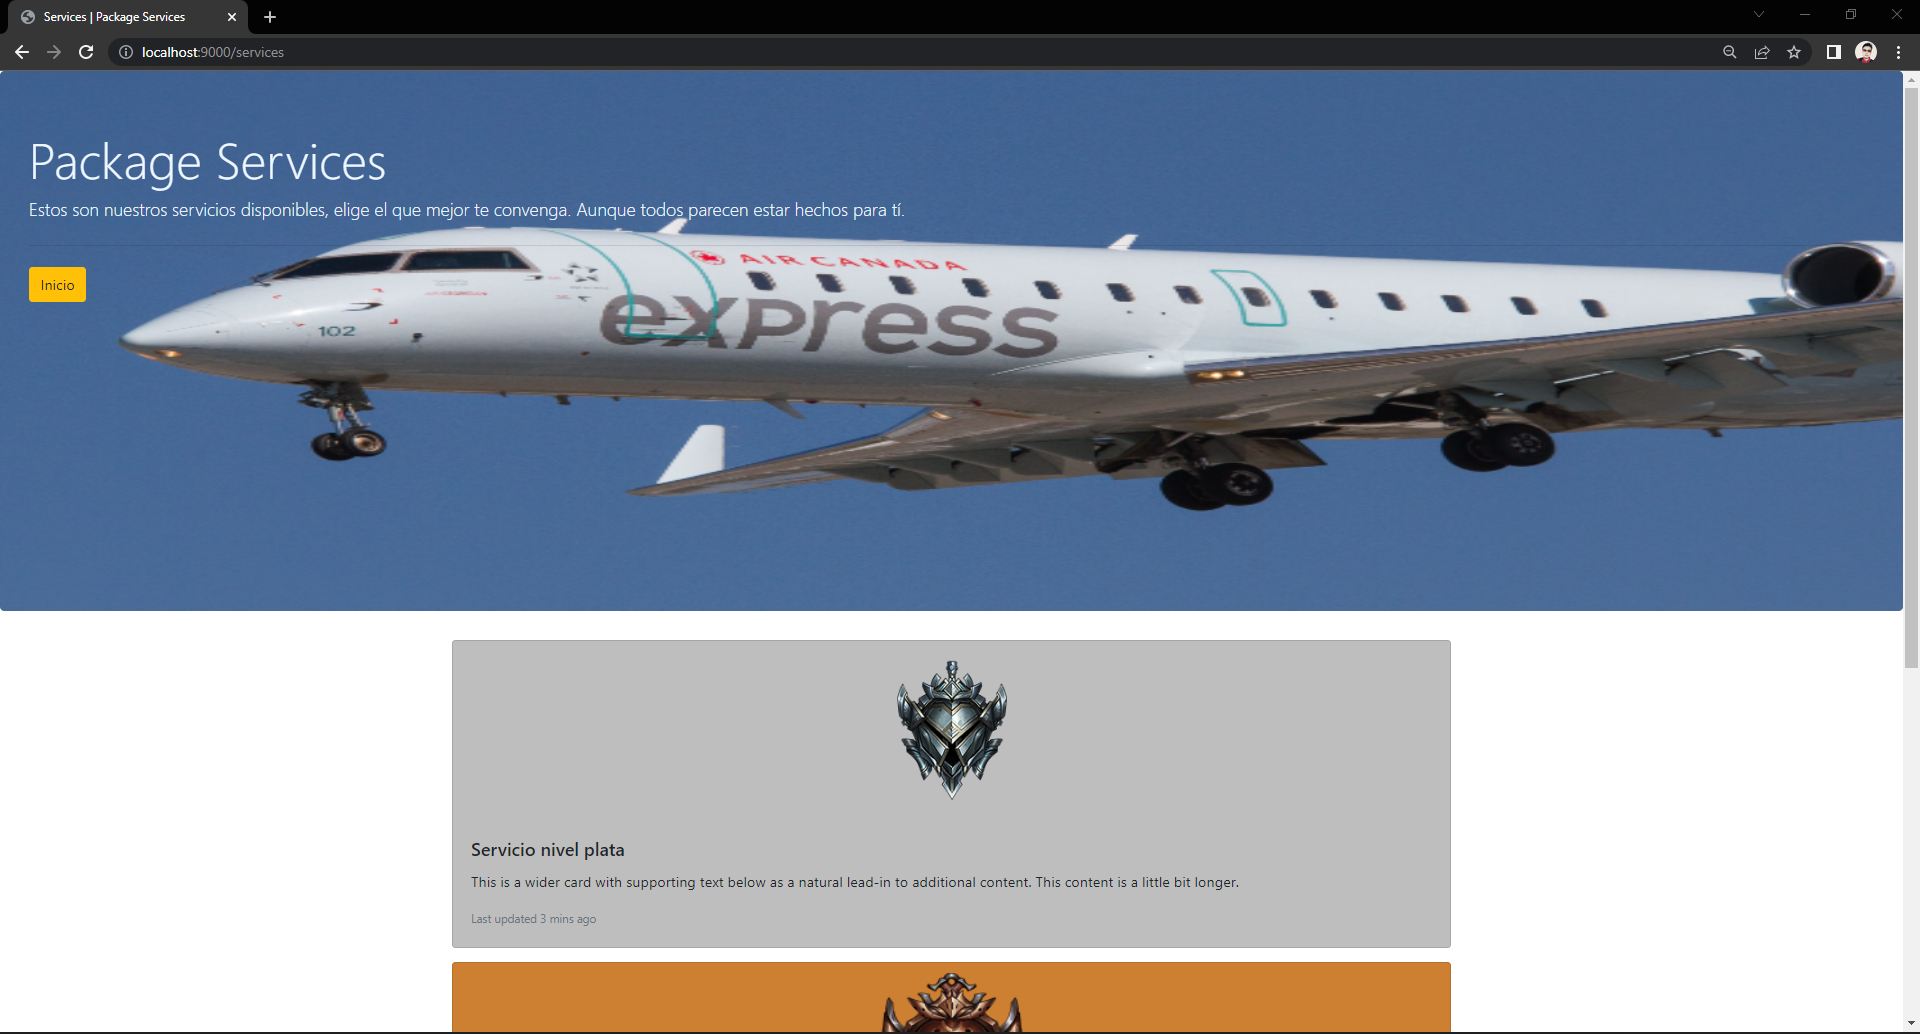 Services | Package Services
localhost:9000/services
Package Services
Estos son nuestros servicios disponibles, elige el que mejor te convenga. Aunque todos parecen estar hechos para tí.
Inicio
AIR CANADA
express
102
Servicio nivel plata
This is a wider card with supporting text below as a natural lead-in to additional content. This content is a little bit longer.
Last updated 3 mins ago